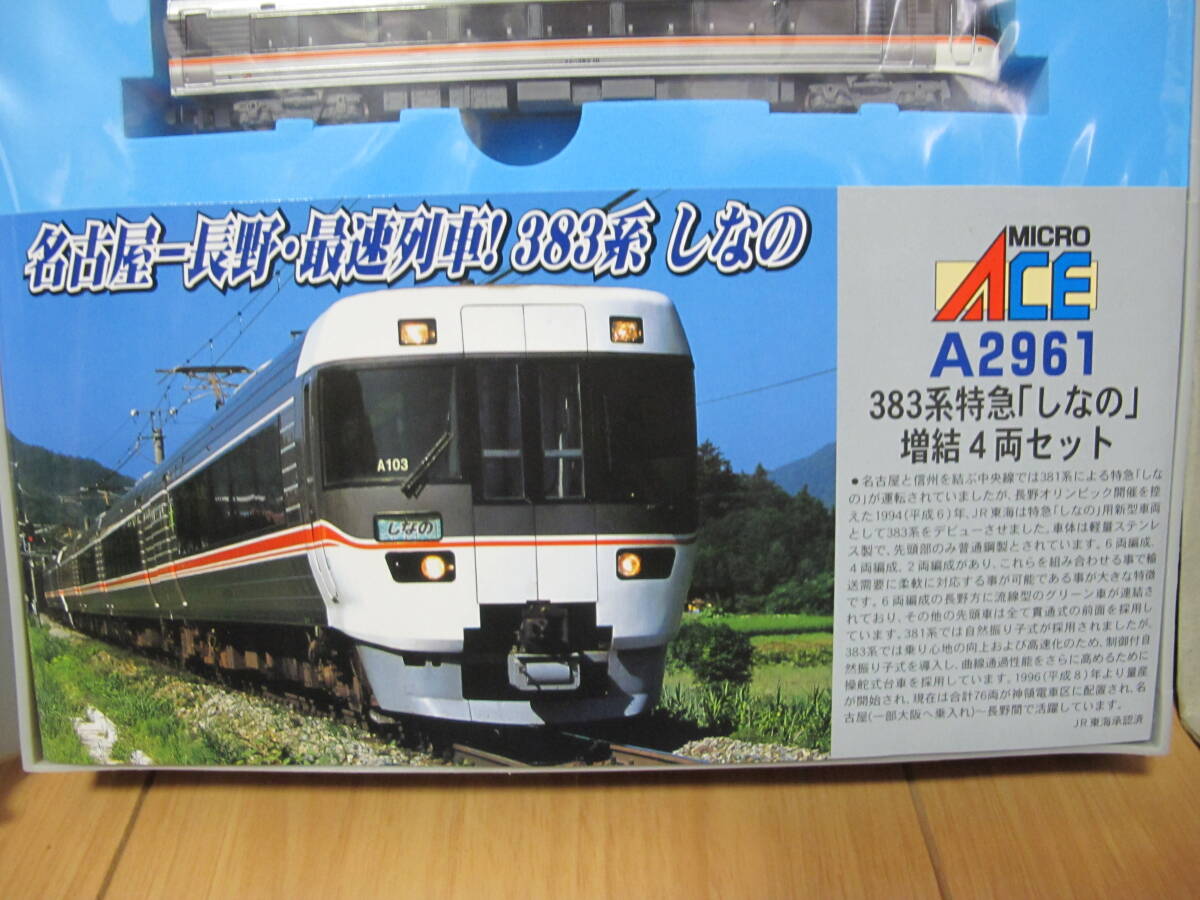 名古屋ー長野・最速列車! 383系 しなの
MICRO
ACE
A2961
383系特急「しなの」
増結4両セット
A103
しなの
●名古屋と信州を結ぶ中央線では381系による特急「しな
の」が運転されていましたが、長野オリンピック開催を控
えた1994(平成6)年、JR東海は特急「しなの」用新型車両
として383系をデビューさせました。車体は軽量ステンレ
ス製で、先頭部のみ普通鋼製とされています。6両編成、
4両編成、2両編成があり、これらを組み合わせる事で輸
送需要に柔軟に対応する事が可能である事が大きな特徴
です。6両編成の長野方に流線型のグリーン車が連結さ
れており、その他の先頭車は全て貫通式の前面を採用し
ています。381系では自然振り子式が採用されましたが、
383系では乗り心地の向上および高速化のため、制御付自
然振り子式を導入し、曲線通過性能をさらに高めるために
操舵式台車を採用しています。1996(平成8)年より量産
が開始され、現在は合計76両が神領電車区に配置され、名
古屋(一部大阪へ乗入れ)～長野間で活躍しています。
JR東海承認済